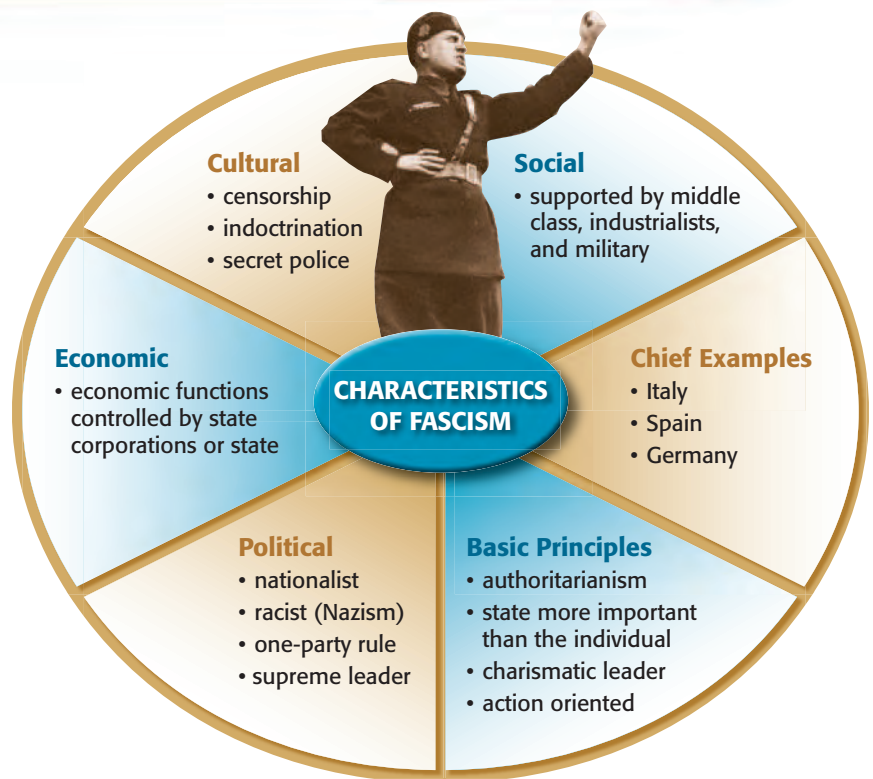 Cultural
• censorship
• indoctrination
• secret police
Social
• supported by middle
class, industrialists,
and military
Economic
• economic functions
controlled by state
corporations or state
CHARACTERISTICS
OF FASCISM
Chief Examples
• Italy
• Spain
• Germany
Political
• nationalist
• racist (Nazism)
• one-party rule
• supreme leader
Basic Principles
• authoritarianism
• state more important
than the individual
• charismatic leader
• action oriented